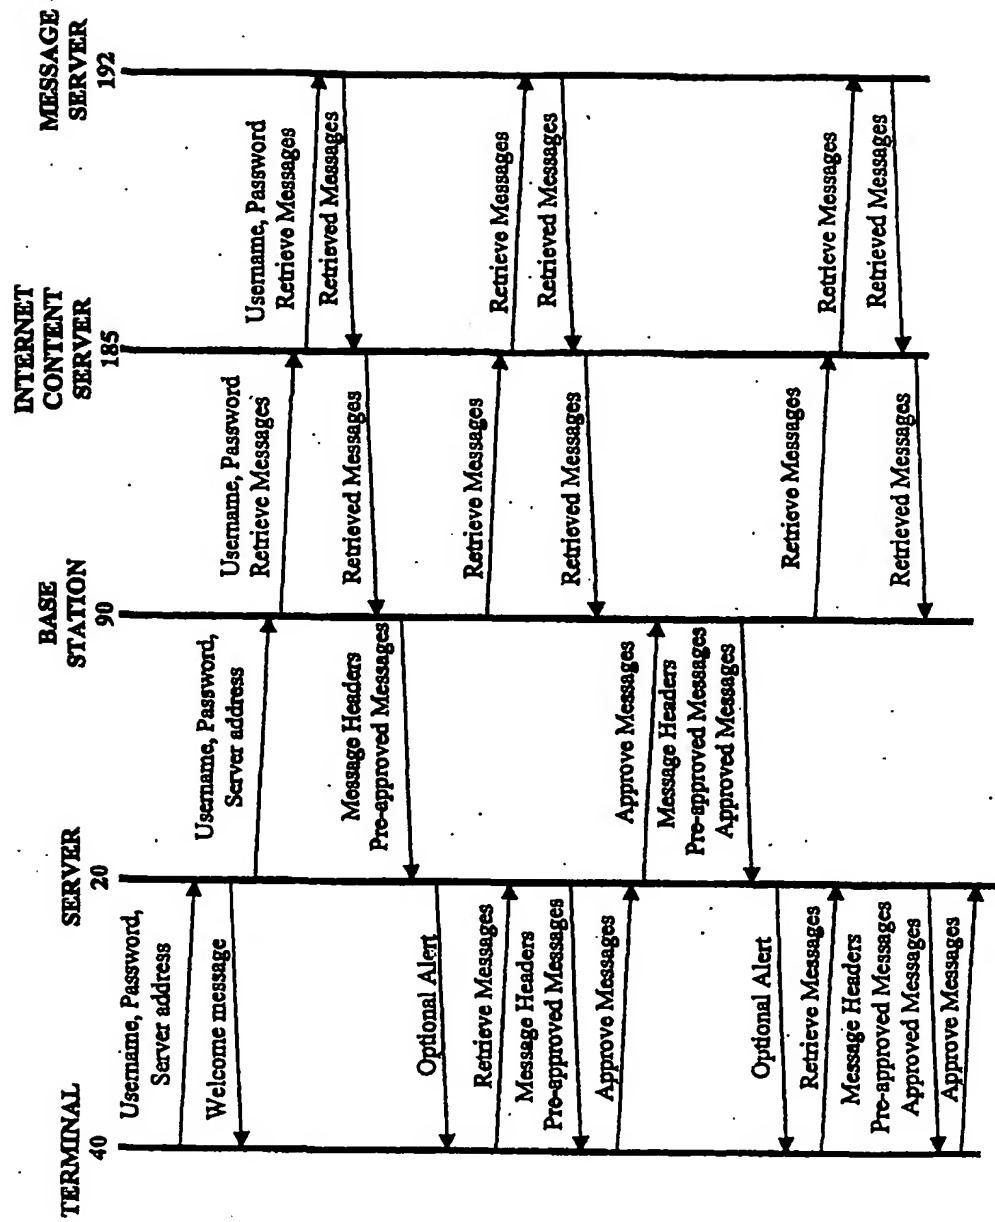 TERMINAL
40
SERVER
20
BASE
STATION
90
INTERNET
CONTENT
SERVER
185
MESSAGE
SERVER
192
Username, Password,
Server address
Welcome message
Username, Password,
Server address
Username, Password
Retrieve Messages
Username, Password
Retrieve Messages
Retrieved Messages
Retrieved Messages
Message Headers
Pre-approved Messages
Optional Alert
Retrieve Messages
Message Headers
Pre-approved Messages
Approve Messages
Retrieve Messages
Retrieve Messages
Retrieved Messages
Retrieved Messages
Approve Messages
Message Headers
Pre-approved Messages
Approved Messages
Optional Alert
Retrieve Messages
Message Headers
Pre-approved Messages
Approved Messages
Approve Messages
Retrieve Messages
Retrieve Messages
Retrieved Messages
Retrieved Messages